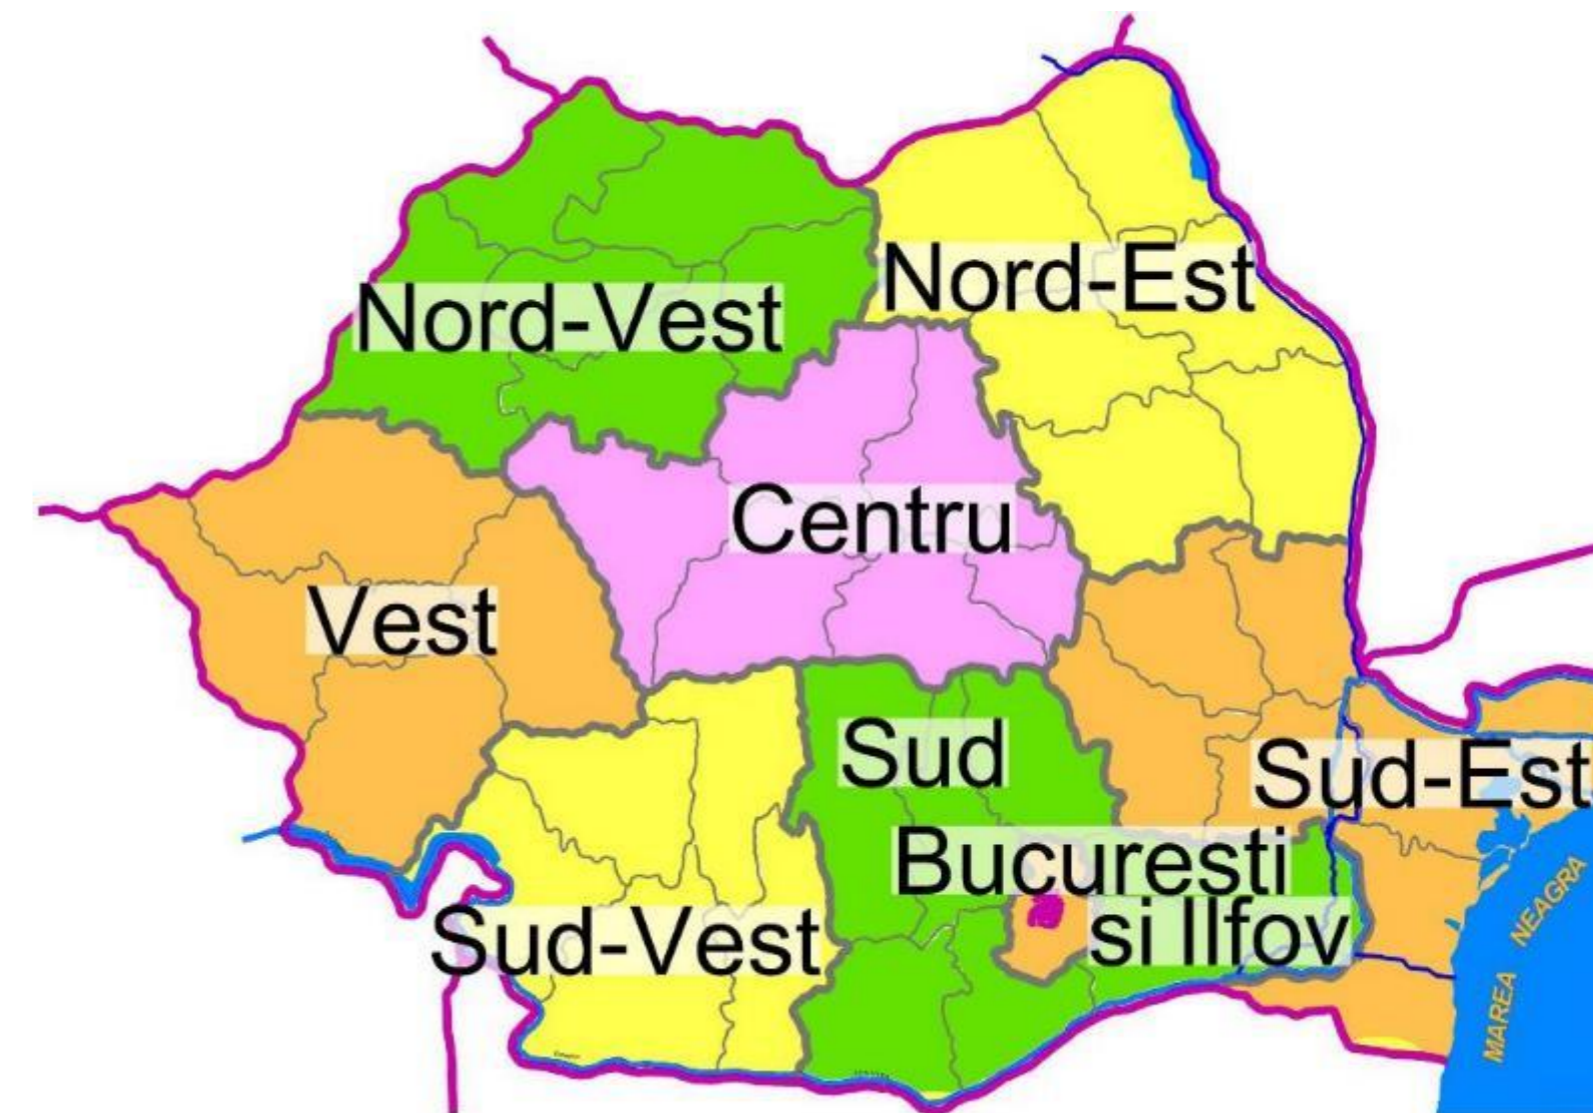 Nord-Vest
Nord-Est
Centru
Vest
Sud
Sud-Est
Bucuresti
si Ilfov
Sud-Vest
MAREA NEAGRA